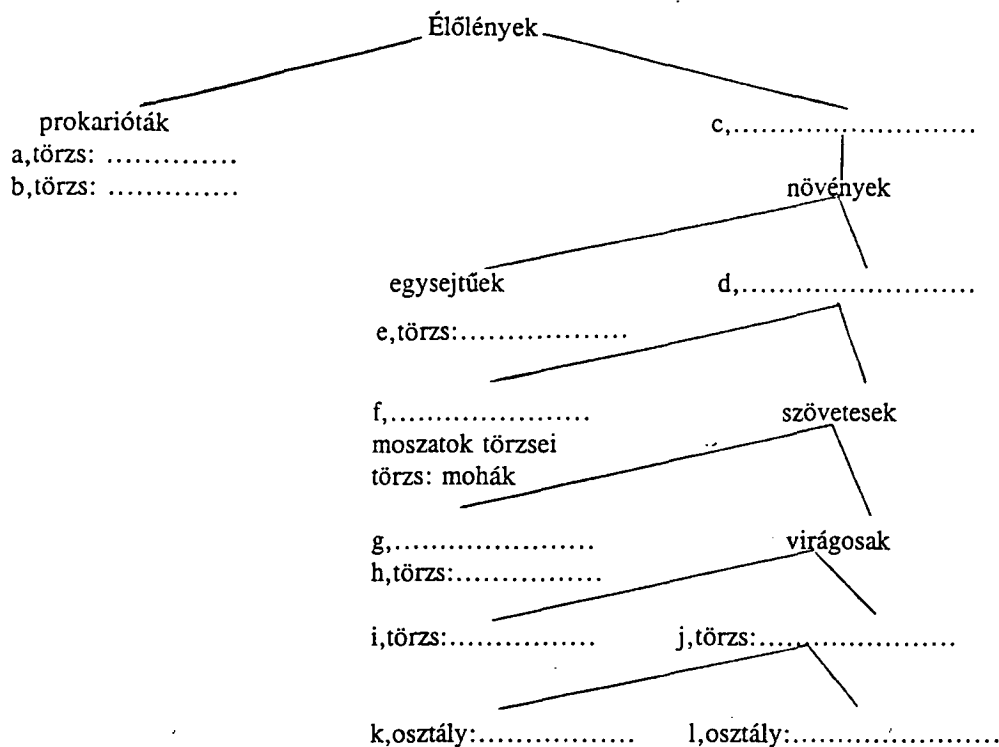 Élőlények
prokarióták
a,törzs: ..............
b,törzs: ..............
c,..........................
növények
egysejtűek
d,.........................
e,törzs:..................
f,.....................
moszatok törzsei
törzs: mohák
szövetesek
g,.....................
h,törzs:...............
virágosak
i,törzs:...............
j,törzs:....................
k,osztály:.................
l,osztály:......................